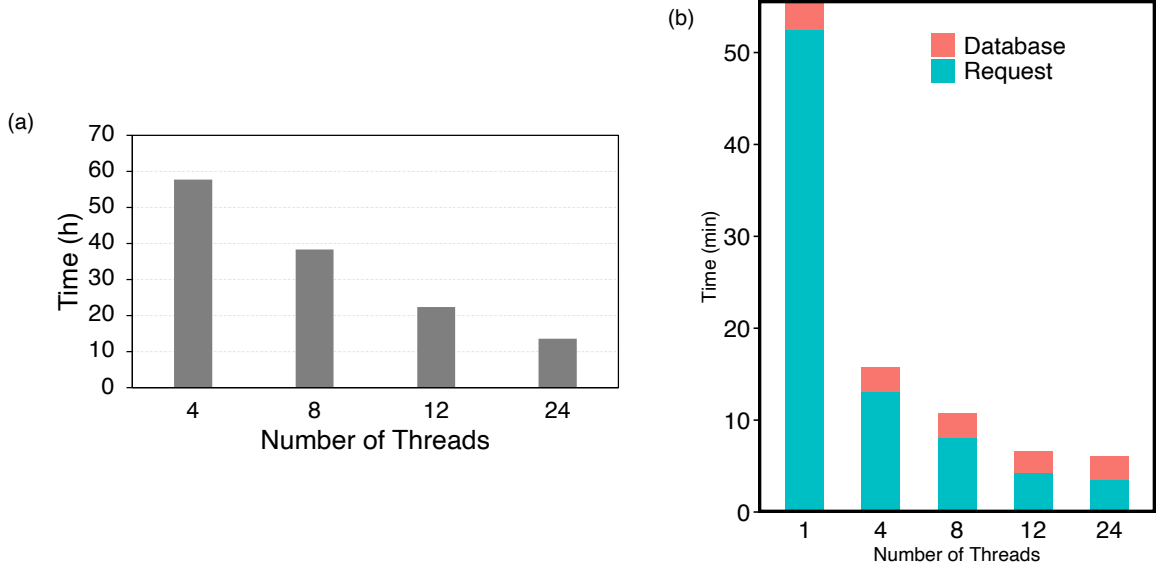 (a)
70
60
50
40
30
20
10
0
Time (h)
4 8 12 24
Number of Threads
(b)
Database
Request
50
40
30
20
10
0
Time (min)
1 4 8 12 24
Number of Threads